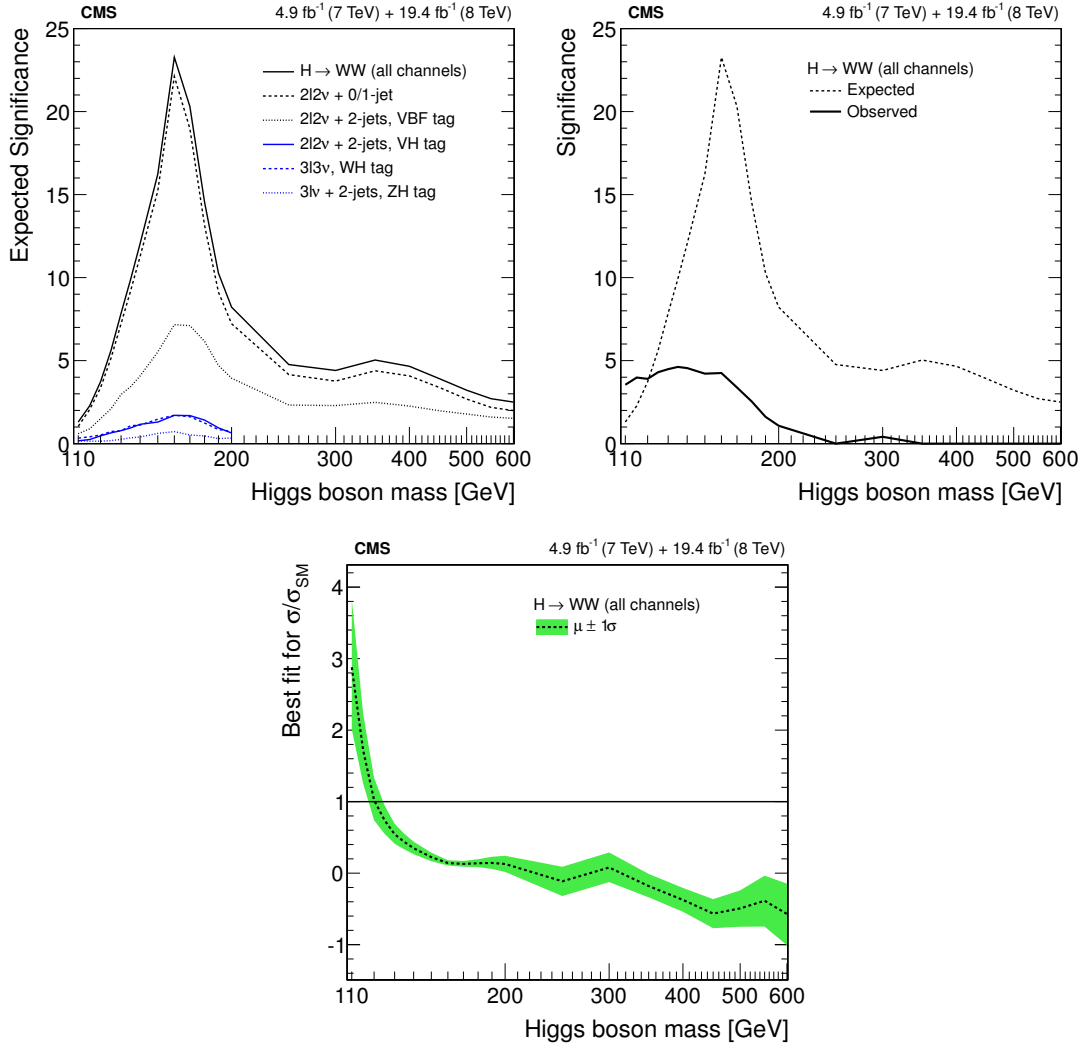 CMS 4.9 fb⁻¹ (7 TeV) + 19.4 fb⁻¹ (8 TeV)
Expected Significance
25
20
15
10
5
0
H → WW (all channels)
2l2ν + 0/1-jet
2l2ν + 2-jets, VBF tag
2l2ν + 2-jets, VH tag
3l3ν, WH tag
3lν + 2-jets, ZH tag
110 200 300 400 500 600
Higgs boson mass [GeV]
CMS 4.9 fb⁻¹ (7 TeV) + 19.4 fb⁻¹ (8 TeV)
Significance
25
20
15
10
5
0
H → WW (all channels)
Expected
Observed
110 200 300 400 500 600
Higgs boson mass [GeV]
CMS 4.9 fb⁻¹ (7 TeV) + 19.4 fb⁻¹ (8 TeV)
Best fit for σ/σSM
4
3
2
1
0
-1
H → WW (all channels)
μ ± 1σ
110 200 300 400 500 600
Higgs boson mass [GeV]